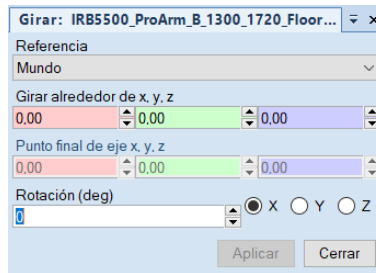 Girar: IRB5500_ProArm_B_1300_1720_Floor...
Referencia
Mundo
Girar alrededor de x, y, z
0,00 0,00 0,00
Punto final de eje x, y, z
0,00 0,00 0,00
Rotación (deg)
0 X Y Z
Aplicar Cerrar